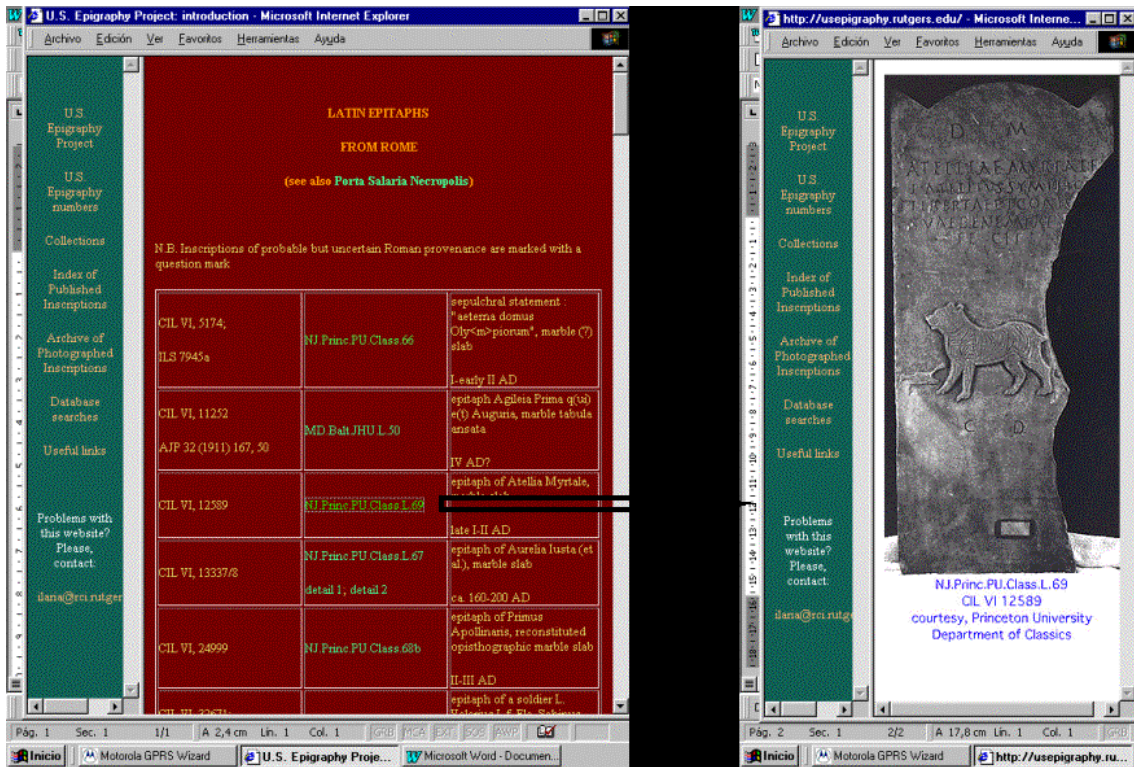 U.S. Epigraphy Project: introduction - Microsoft Internet Explorer
Archivo Edición Ver Favoritos Herramientas Ayuda
U.S.
Epigraphy
Project
U.S.
Epigraphy
numbers
Collections
Index of
Published
Inscriptions
Archive of
Photographed
Inscriptions
Database
searches
Useful links
Problems with
this website?
Please,
contact:
ilana@rci.rutger
LATIN EPITAPHS
FROM ROME
(see also Porta Salaria Necropolis)
N.B. Inscriptions of probable but uncertain Roman provenance are marked with a
question mark
CIL VI, 5174;
ILS 7945a
NJ.Princ.PU.Class.66
sepulchral statement :
"aeterna domus
Oly<m>piorum", marble (?)
slab
I-early II AD
CIL VI, 11252
AJP 32 (1911) 167, 50
MD.Balt.JHU.L.50
epitaph Agileia Prima q(ui)
e(t) Auguria, marble tabula
ansata
IV AD?
CIL VI, 12589
NJ.Princ.PU.Class.L.69
epitaph of Atellia Myrtale,
marble slab
late I-II AD
CIL VI, 13337/8
NJ.Princ.PU.Class.L.67
detail 1; detail 2
epitaph of Aurelia Iusta (et
al.), marble slab
ca. 160-200 AD
CIL VI, 24999
NJ.Princ.PU.Class.68b
epitaph of Primus
Apollinaris, reconstituted
opisthographic marble slab
II-III AD
epitaph of a soldier L.
Pág. 1 Sec. 1 1/1 A 2,4 cm Lín. 1 Col. 1 GRB MCA EXT SOB AWP
Inicio Motorola GPRS Wizard U.S. Epigraphy Proje... Microsoft Word - Documen...
http://usepigraphy.rutgers.edu/ - Microsoft Interne...
Archivo Edición Ver Favoritos Herramientas Ayuda
U.S.
Epigraphy
Project
U.S.
Epigraphy
numbers
Collections
Index of
Published
Inscriptions
Archive of
Photographed
Inscriptions
Database
searches
Useful links
Problems
with this
website?
Please,
contact:
ilana@rci.rutge
D M
C D
NJ.Princ.PU.Class.L.69
CIL VI 12589
courtesy, Princeton University
Department of Classics
Pág. 2 Sec. 1 2/2 A 17,8 cm Lín. 1 Col. 1 GRB
Inicio Motorola GPRS Wizard http://usepigraphy.ru...